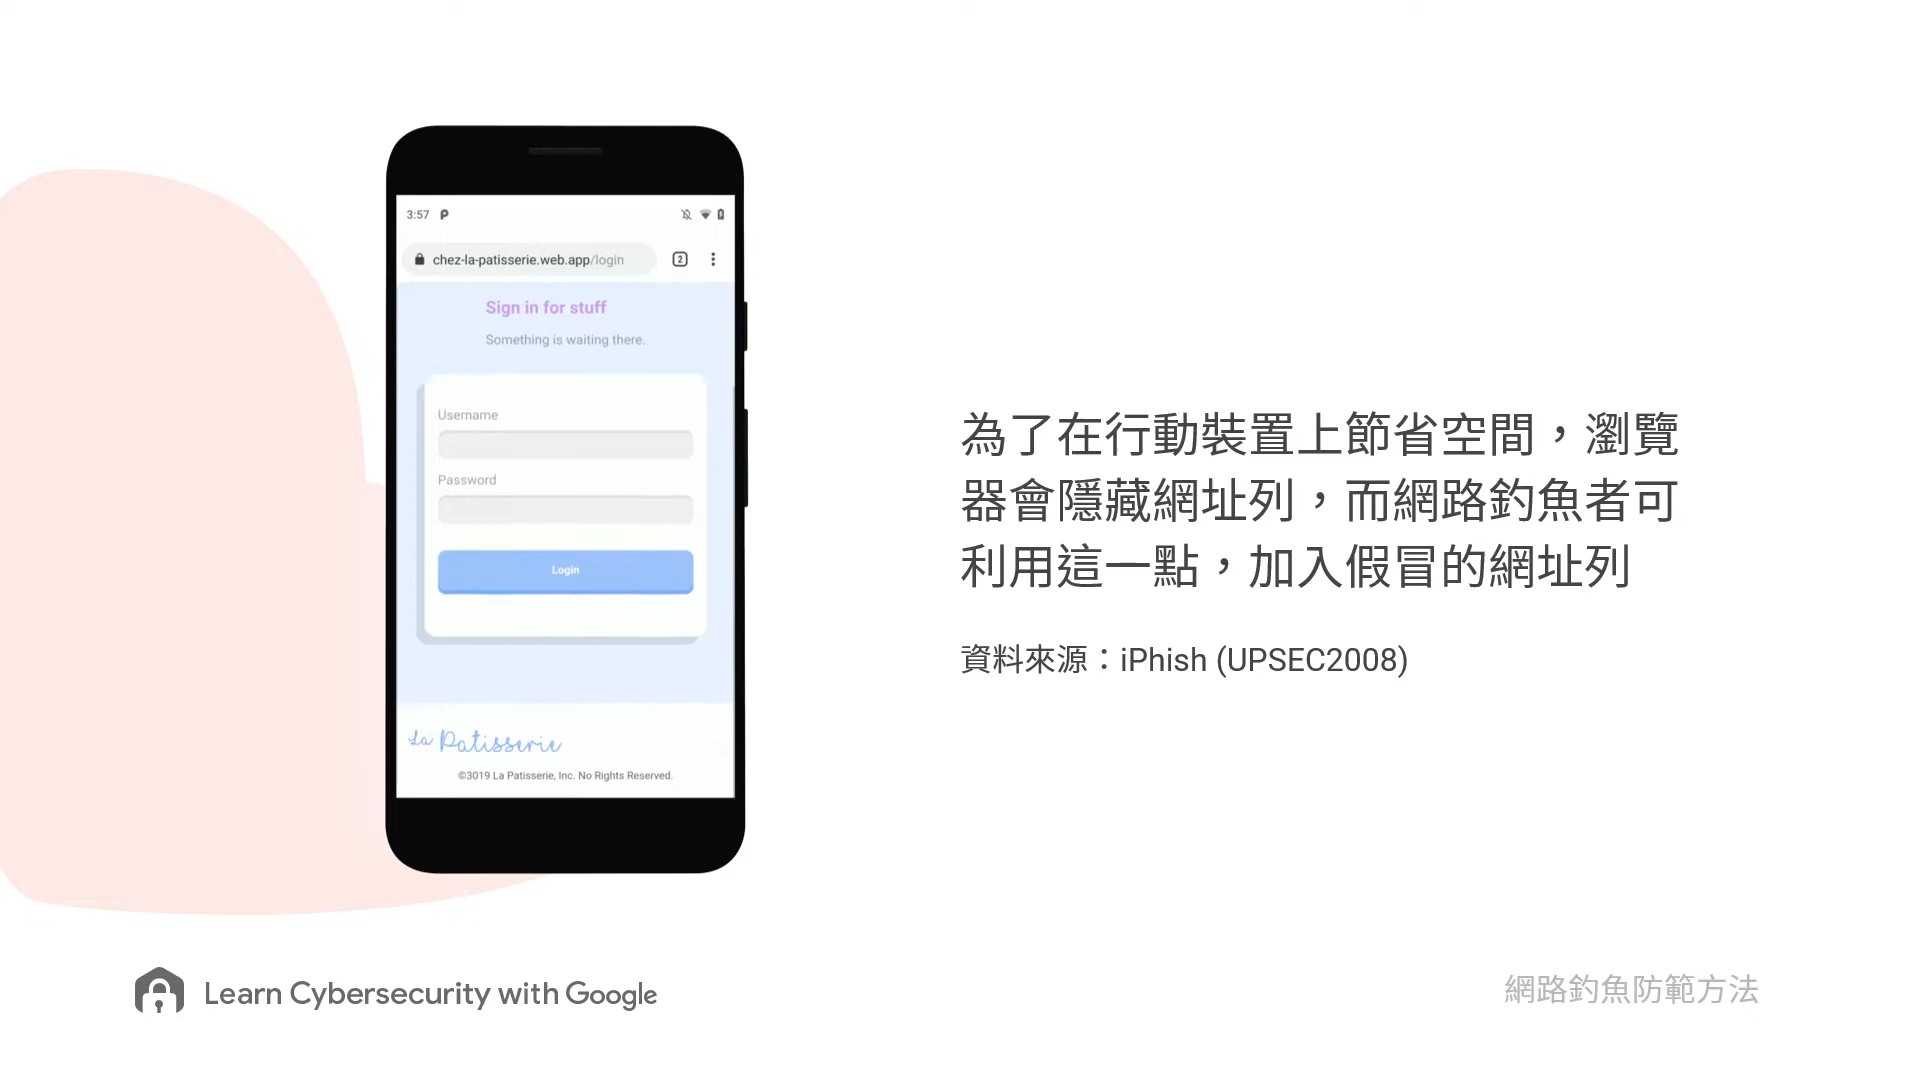 3:57
chez-la-patisserie.web.app/login
2
Sign in for stuff
Something is waiting there.
Username
Password
Login
La Patisserie
©3019 La Patisserie, Inc. No Rights Reserved.
為了在行動裝置上節省空間，瀏覽
器會隱藏網址列，而網路釣魚者可
利用這一點，加入假冒的網址列
資料來源：iPhish (UPSEC2008)
Learn Cybersecurity with Google
網路釣魚防範方法